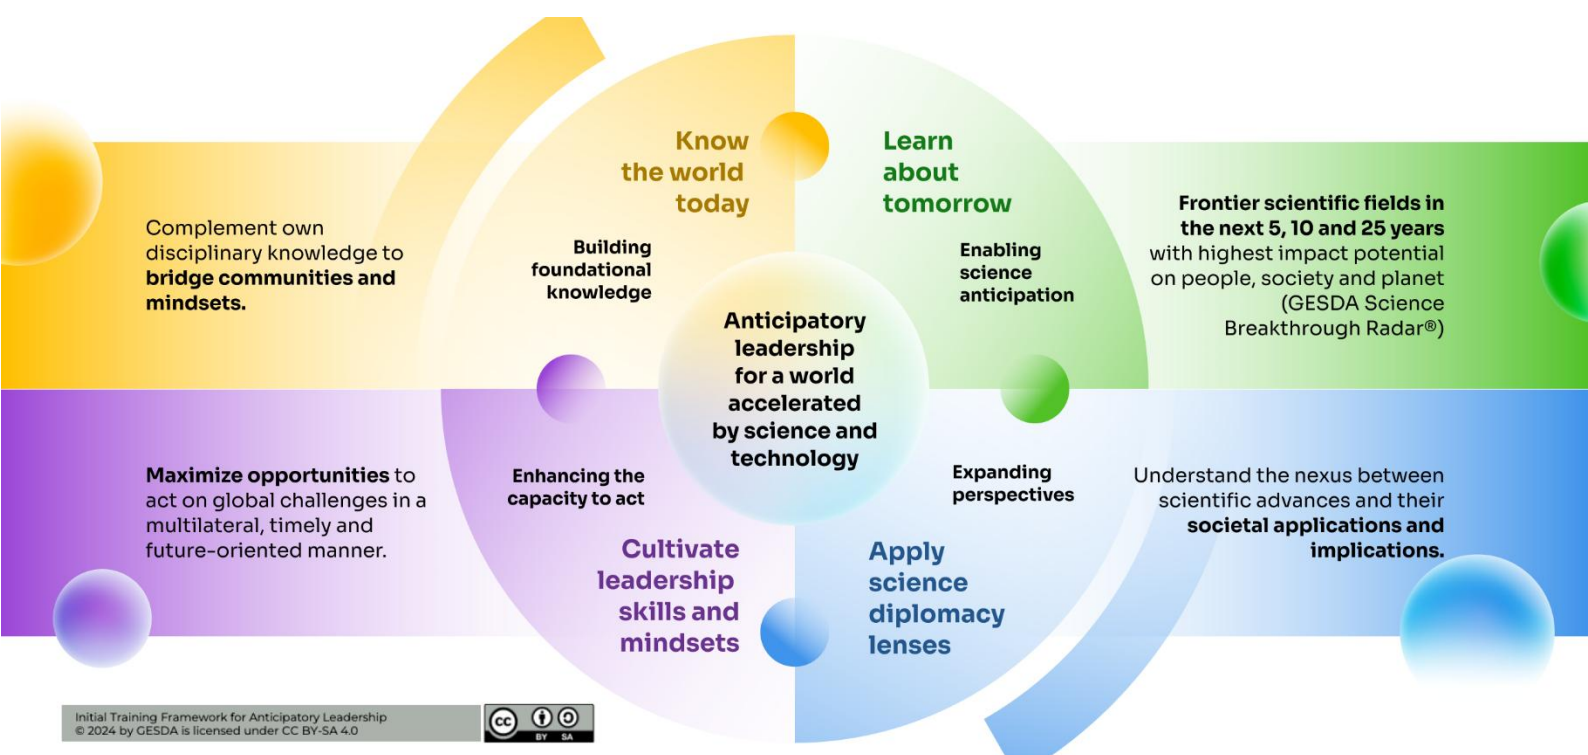 Know
the world
today
Building
foundational
knowledge
Complement own
disciplinary knowledge to
bridge communities and
mindsets.
Learn
about
tomorrow
Enabling
science
anticipation
Frontier scientific fields in
the next 5, 10 and 25 years
with highest impact potential
on people, society and planet
(GESDA Science
Breakthrough Radar®)
Anticipatory
leadership
for a world
accelerated
by science and
technology
Maximize opportunities to
act on global challenges in a
multilateral, timely and
future-oriented manner.
Enhancing the
capacity to act
Cultivate
leadership
skills and
mindsets
Expanding
perspectives
Apply
science
diplomacy
lenses
Understand the nexus between
scientific advances and their
societal applications and
implications.
Initial Training Framework for Anticipatory Leadership
© 2024 by GESDA is licensed under CC BY-SA 4.0
cc
BY SA